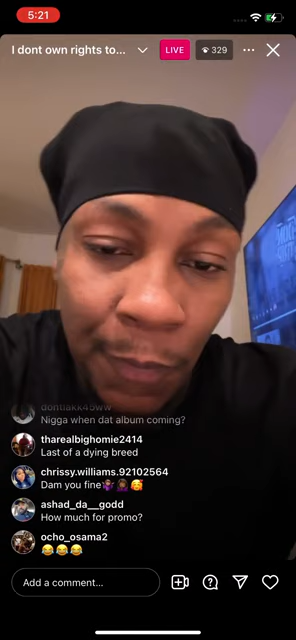 5:21
I dont own rights to...
LIVE
329
Nigga when dat album coming?
tharealbighomie2414
Last of a dying breed
chrissy.williams.92102564
Dam you fine
ashad_da__godd
How much for promo?
ocho_osama2
Add a comment...